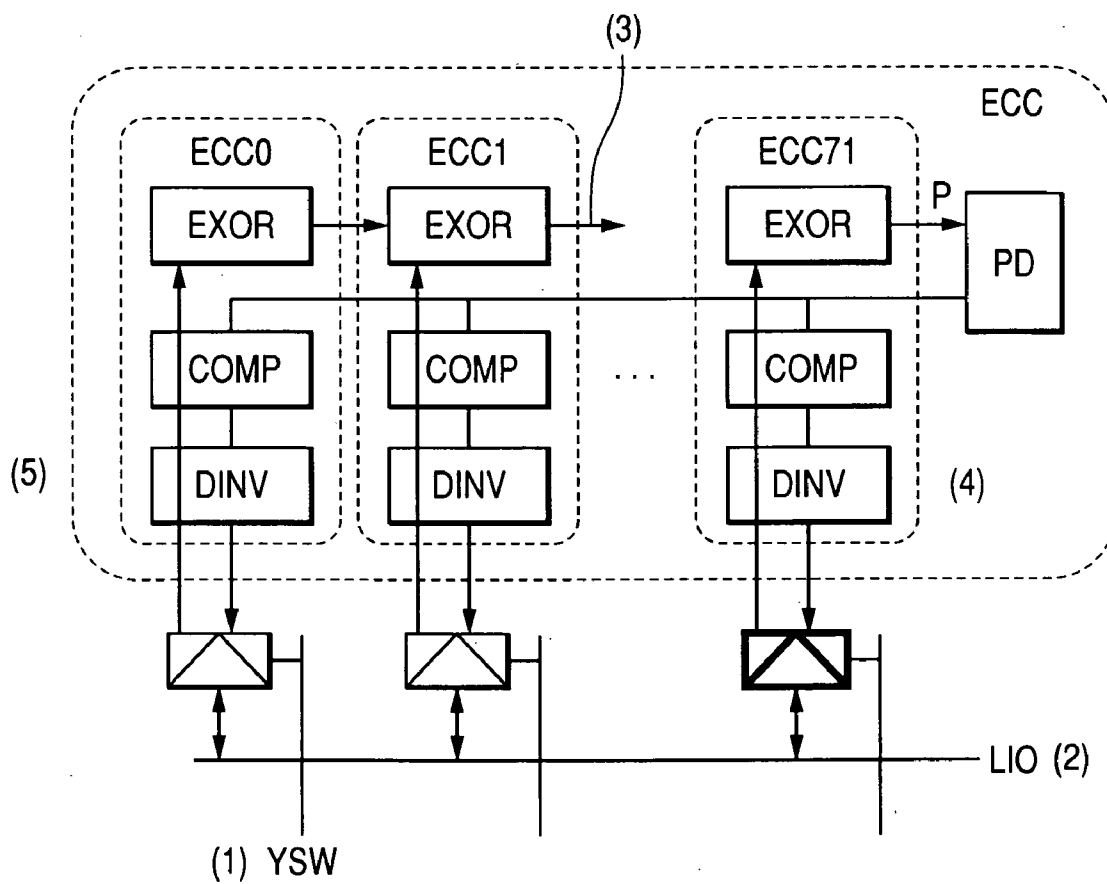 (3)
ECC
ECC0 ECC1 ECC71
EXOR EXOR EXOR P PD
COMP COMP . . . COMP
(5) DINV DINV DINV (4)
LIO (2)
(1) YSW